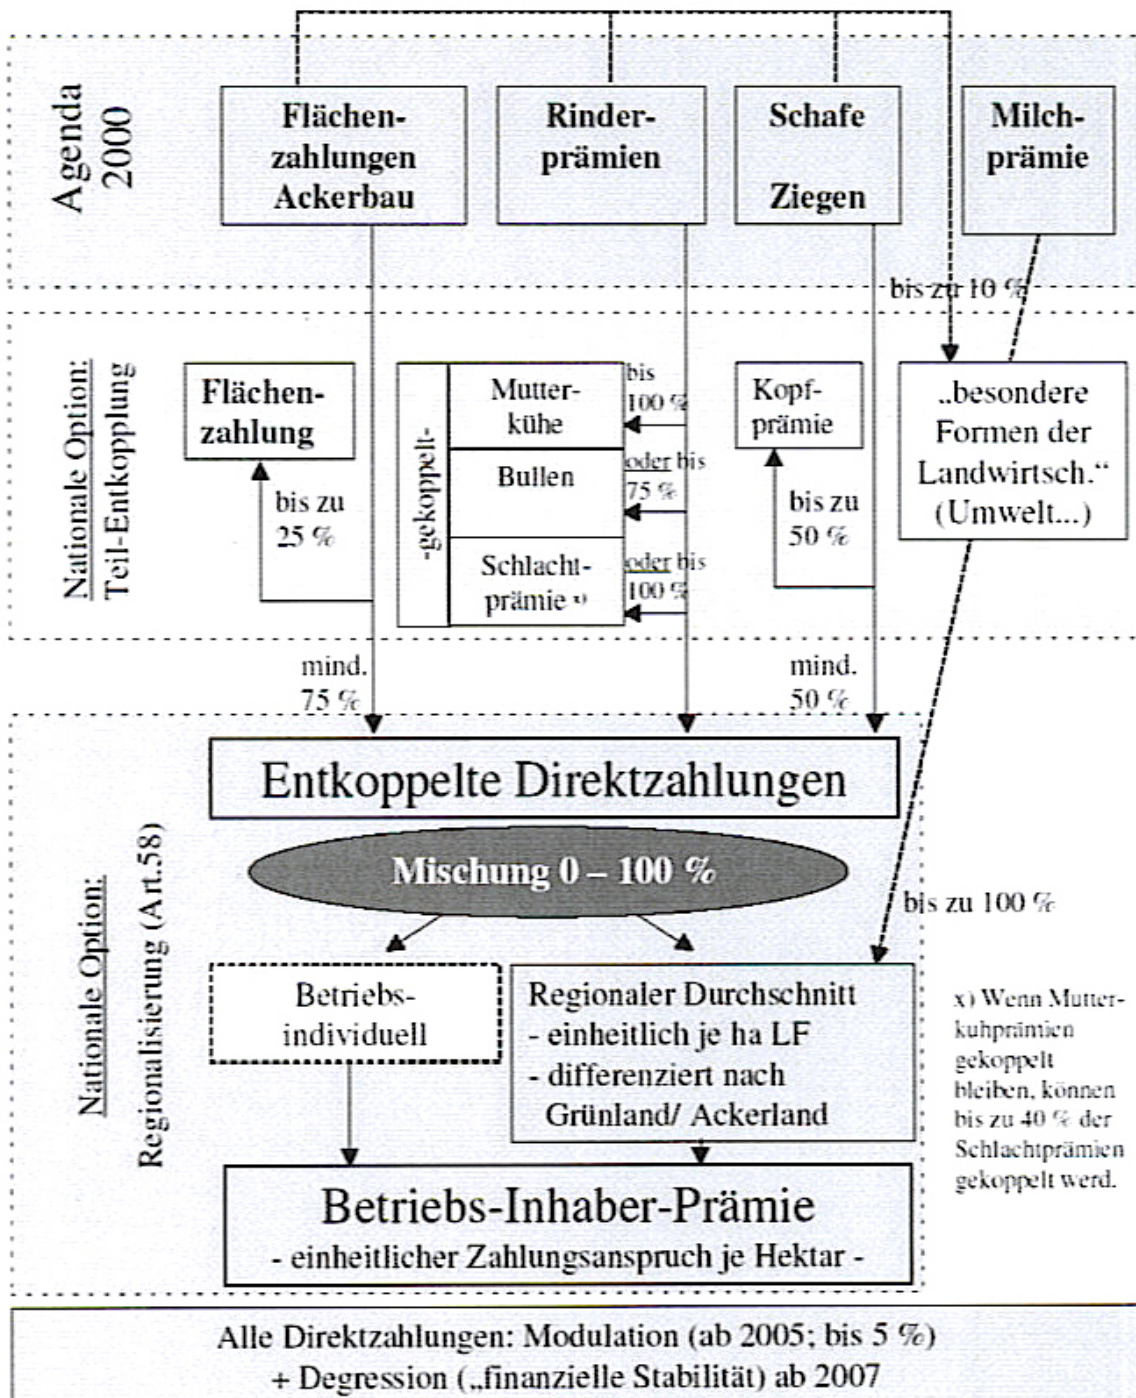 Agenda
2000
Flächen-
zahlungen
Ackerbau
Rinder-
prämien
Schafe
Ziegen
Milch-
prämie
bis zu 10 %
Nationale Option:
Teil-Entkopplung
Flächen-
zahlung
bis zu
25 %
-gekoppelt-
Mutter-
kühe
bis
100 %
Bullen
oder bis
75 %
Schlacht-
prämie x)
oder bis
100 %
Kopf-
prämie
bis zu
50 %
„besondere
Formen der
Landwirtsch.“
(Umwelt...)
mind.
75 %
mind.
50 %
Nationale Option:
Regionalisierung (Art.58)
Entkoppelte Direktzahlungen
Mischung 0 – 100 %
bis zu 100 %
Betriebs-
individuell
Regionaler Durchschnitt
- einheitlich je ha LF
- differenziert nach
Grünland/ Ackerland
x) Wenn Mutter-
kuhprämien
gekoppelt
bleiben, können
bis zu 40 % der
Schlachtprämien
gekoppelt werd.
Betriebs-Inhaber-Prämie
- einheitlicher Zahlungsanspruch je Hektar -
Alle Direktzahlungen: Modulation (ab 2005; bis 5 %)
+ Degression („finanzielle Stabilität) ab 2007